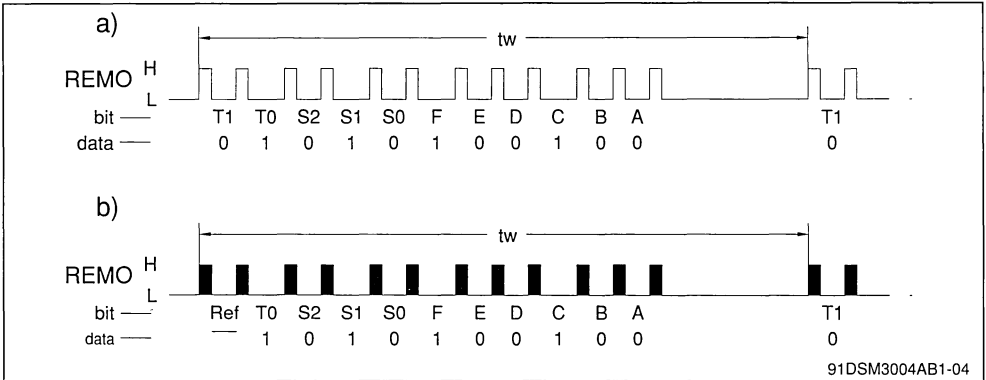 a)
tw
REMO H
L
bit — T1 T0 S2 S1 S0 F E D C B A T1
data — 0 1 0 1 0 1 0 0 1 0 0 0
b)
tw
REMO H
L
bit — Ref T0 S2 S1 S0 F E D C B A T1
data — — 1 0 1 0 1 0 0 1 0 0 0
91DSM3004AB1-04